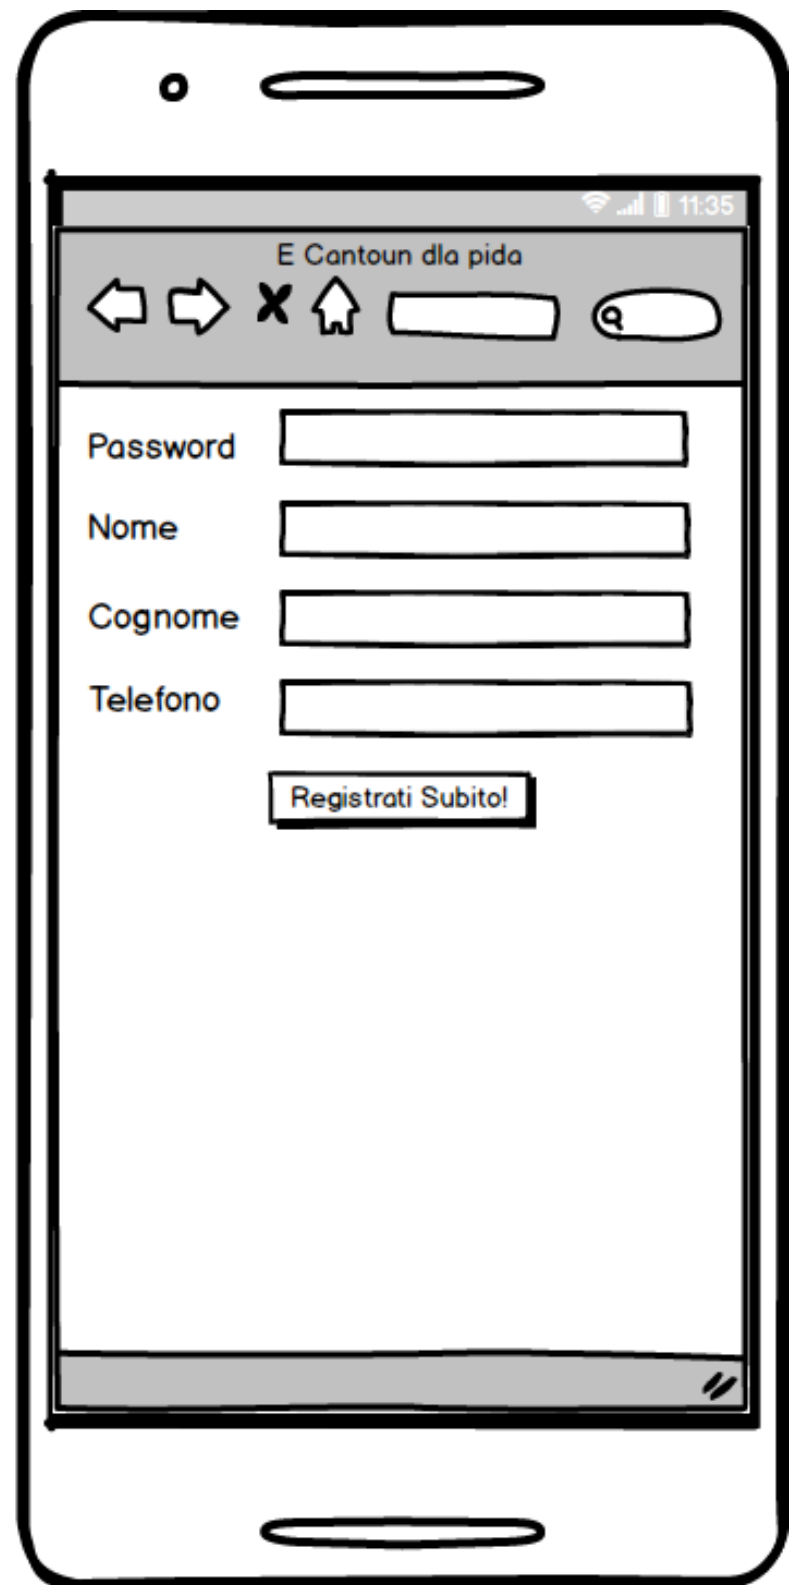 11:35
E Cantoun dla pida
Password
Nome
Cognome
Telefono
Registrati Subito!